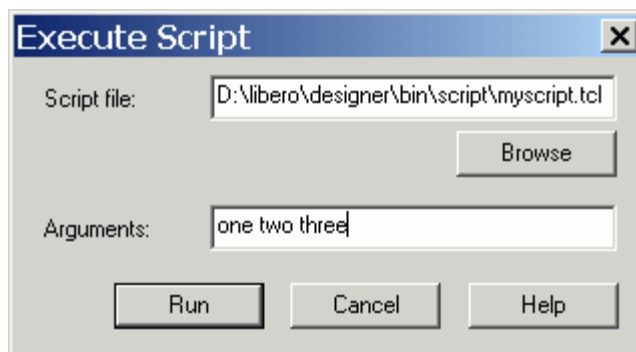 Execute Script
Script file: D:\libero\designer\bin\script\myscript.tcl
Browse
Arguments: one two three
Run Cancel Help